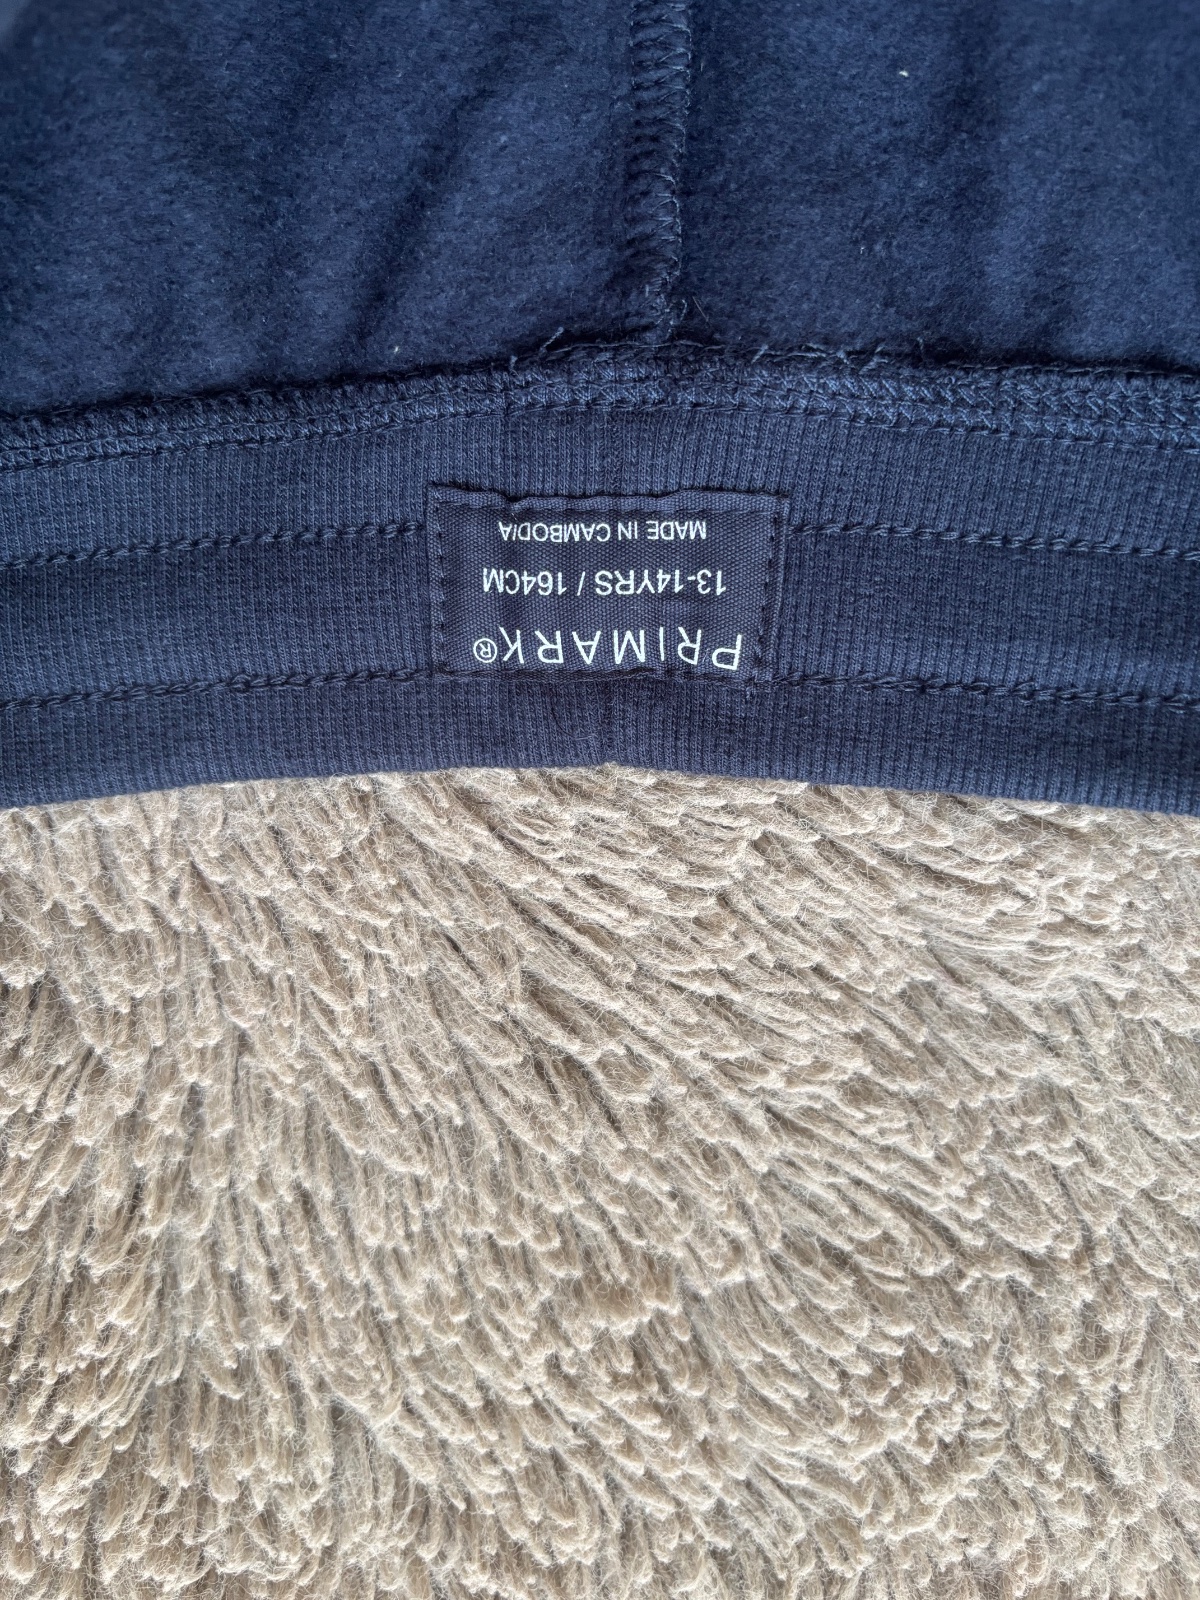 PRIMARK®
13-14YRS / 164CM
MADE IN CAMBODIA